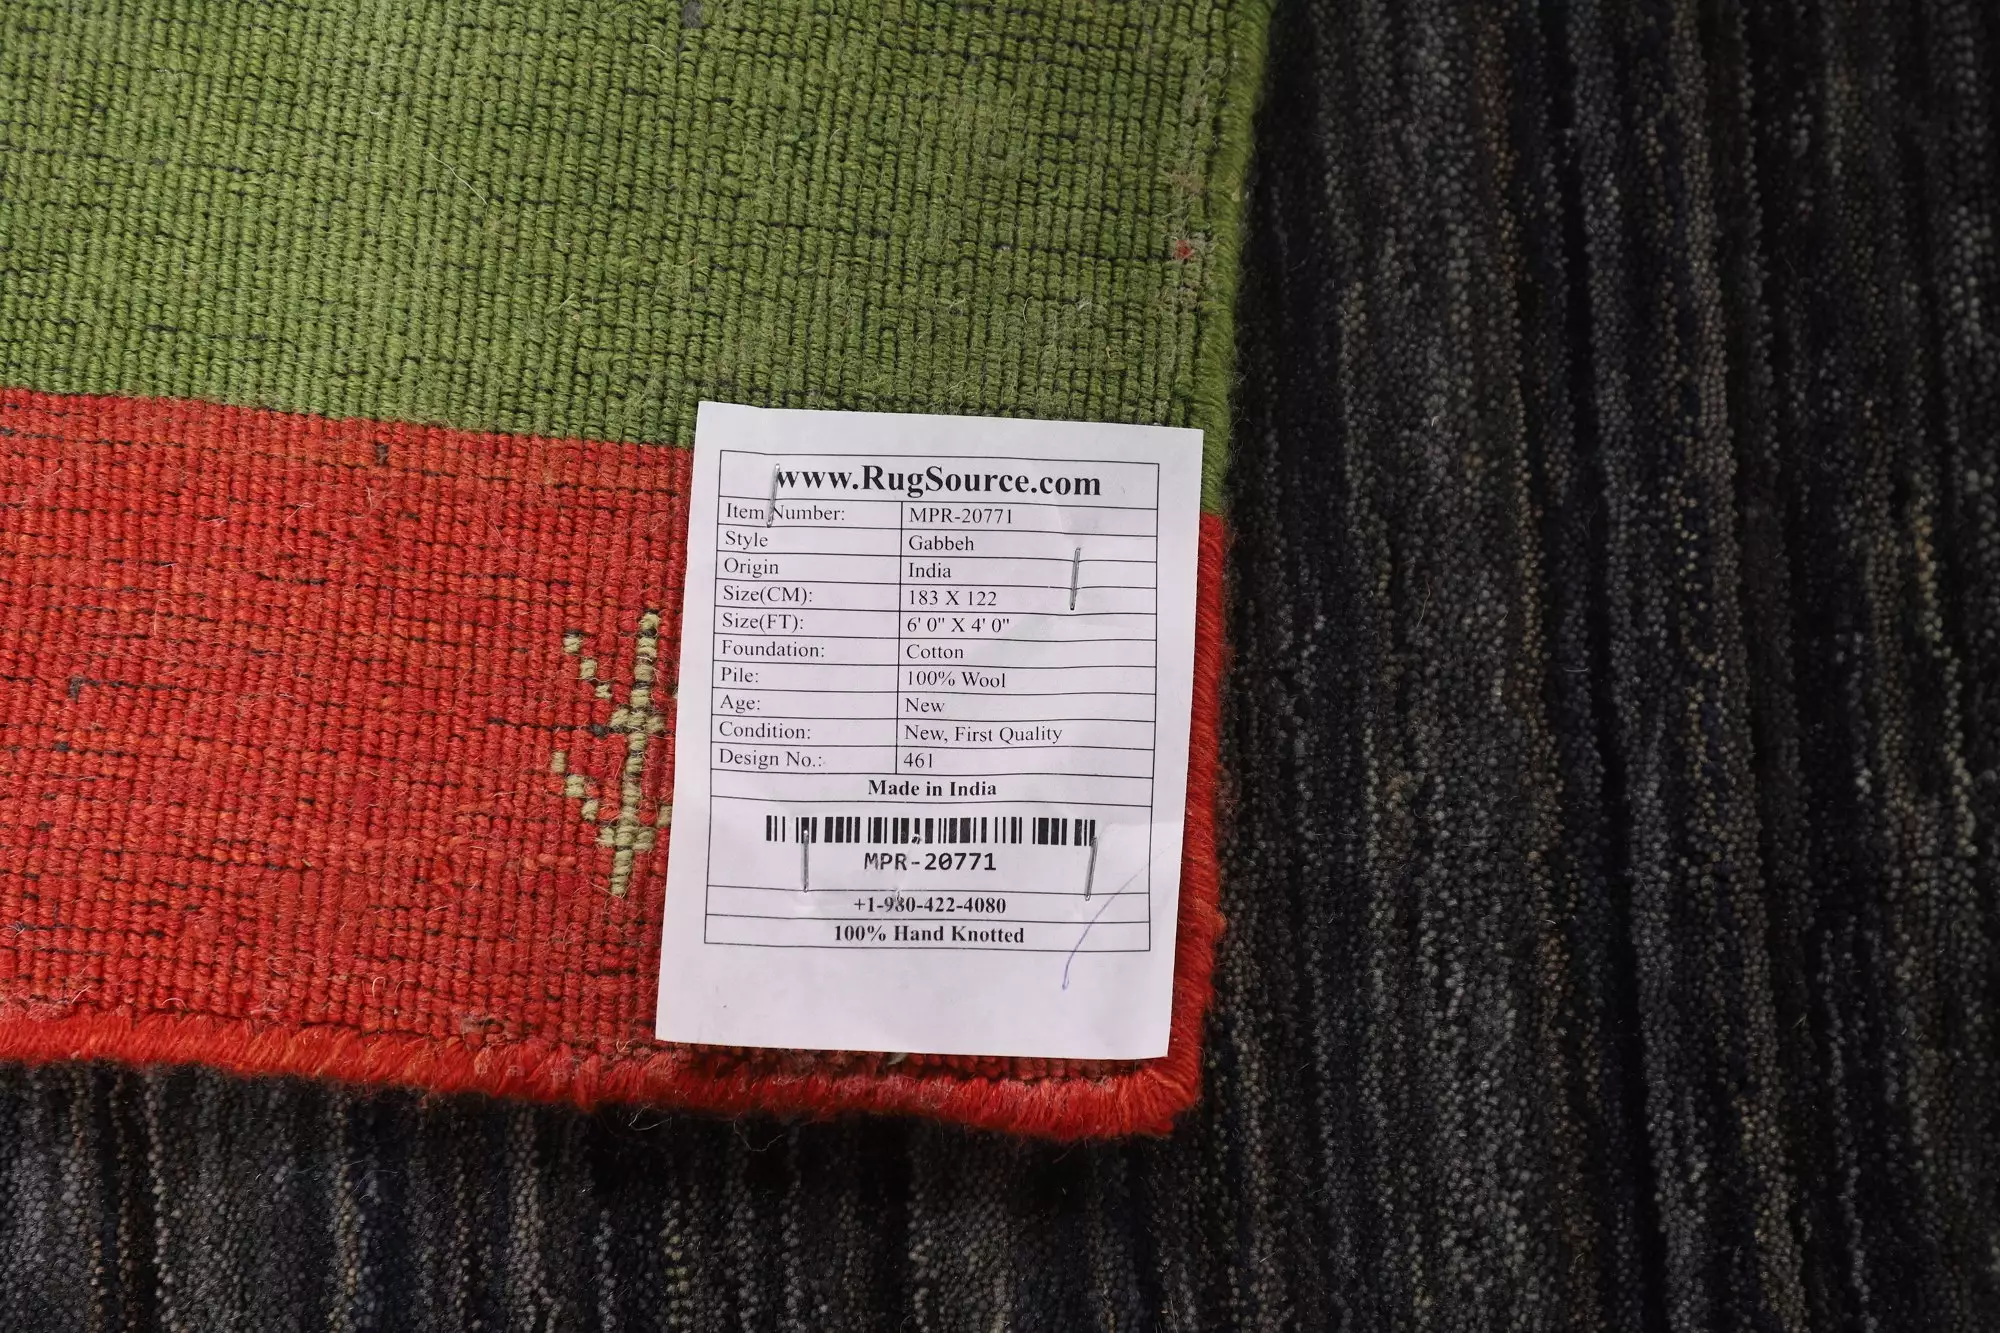 www.RugSource.com
Item Number: MPR-20771
Style Gabbeh
Origin India
Size(CM): 183 X 122
Size(FT): 6' 0" X 4' 0"
Foundation: Cotton
Pile: 100% Wool
Age: New
Condition: New, First Quality
Design No.: 461
Made in India
MPR-20771
+1-980-422-4080
100% Hand Knotted